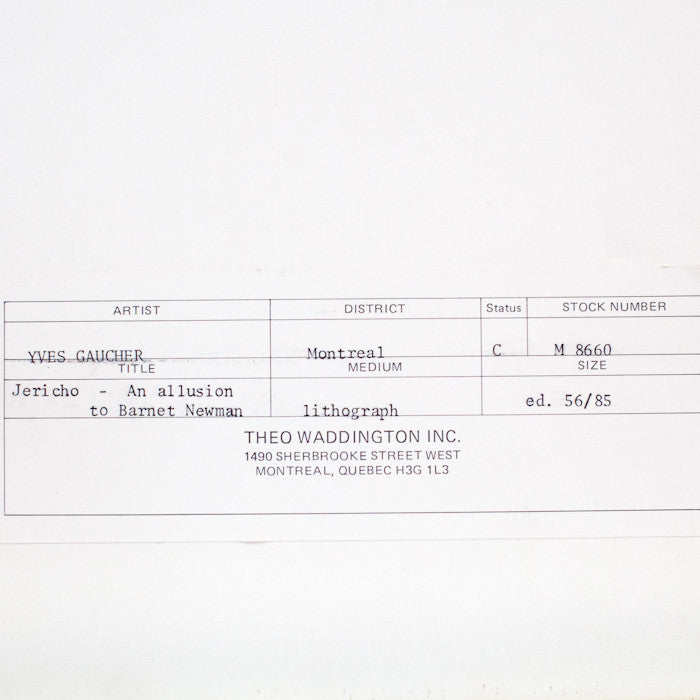 ARTIST DISTRICT Status STOCK NUMBER
YVES GAUCHER Montreal C M 8660
TITLE MEDIUM SIZE
Jericho - An allusion
to Barnet Newman lithograph ed. 56/85
THEO WADDINGTON INC.
1490 SHERBROOKE STREET WEST
MONTREAL, QUEBEC H3G 1L3